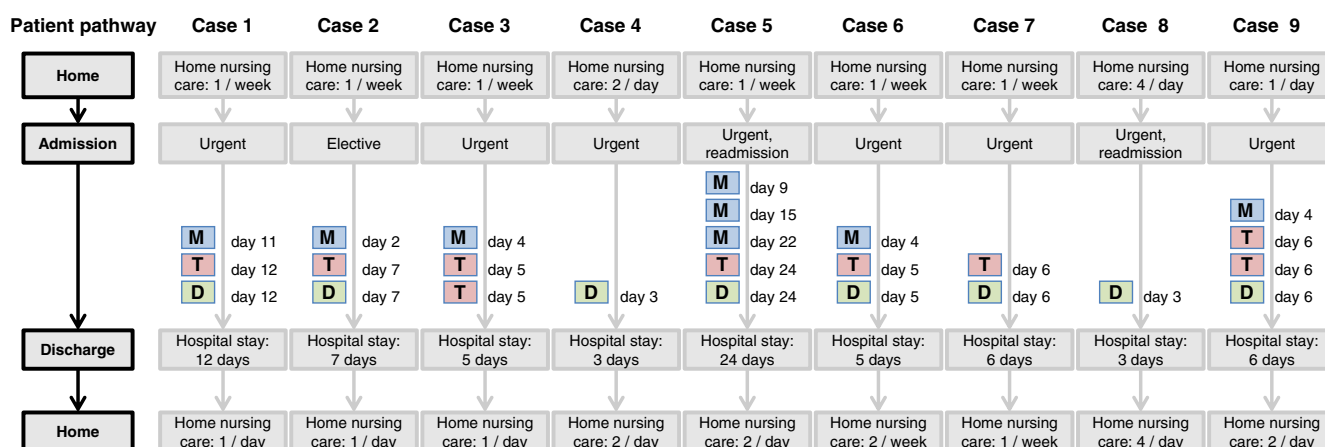 Patient pathway Case 1 Case 2 Case 3 Case 4 Case 5 Case 6 Case 7 Case 8 Case 9
Home
Home nursing
care: 1 / week
Home nursing
care: 1 / week
Home nursing
care: 1 / week
Home nursing
care: 2 / day
Home nursing
care: 1 / week
Home nursing
care: 1 / week
Home nursing
care: 1 / week
Home nursing
care: 4 / day
Home nursing
care: 1 / day
Admission
Urgent
Elective
Urgent
Urgent
Urgent,
readmission
Urgent
Urgent
Urgent,
readmission
Urgent
M day 11
T day 12
D day 12
M day 2
T day 7
D day 7
M day 4
T day 5
T day 5
D day 3
M day 9
M day 15
M day 22
T day 24
D day 24
M day 4
T day 5
D day 5
T day 6
D day 6
D day 3
M day 4
T day 6
T day 6
D day 6
Discharge
Hospital stay:
12 days
Hospital stay:
7 days
Hospital stay:
5 days
Hospital stay:
3 days
Hospital stay:
24 days
Hospital stay:
5 days
Hospital stay:
6 days
Hospital stay:
3 days
Hospital stay:
6 days
Home
Home nursing
care: 1 / day
Home nursing
care: 1 / day
Home nursing
care: 1 / day
Home nursing
care: 2 / day
Home nursing
care: 2 / day
Home nursing
care: 2 / week
Home nursing
care: 1 / week
Home nursing
care: 4 / day
Home nursing
care: 2 / day